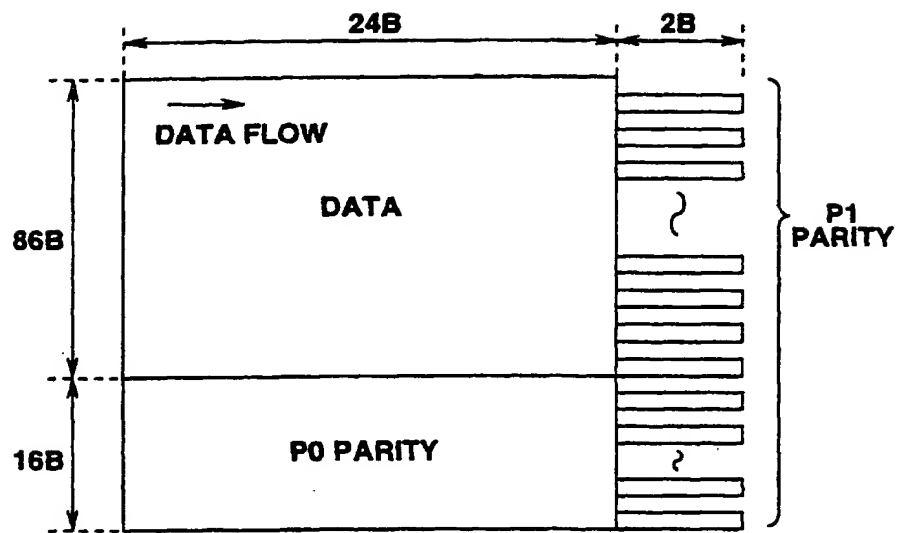 24B
2B
DATA FLOW
DATA
86B
P1
PARITY
P0 PARITY
16B